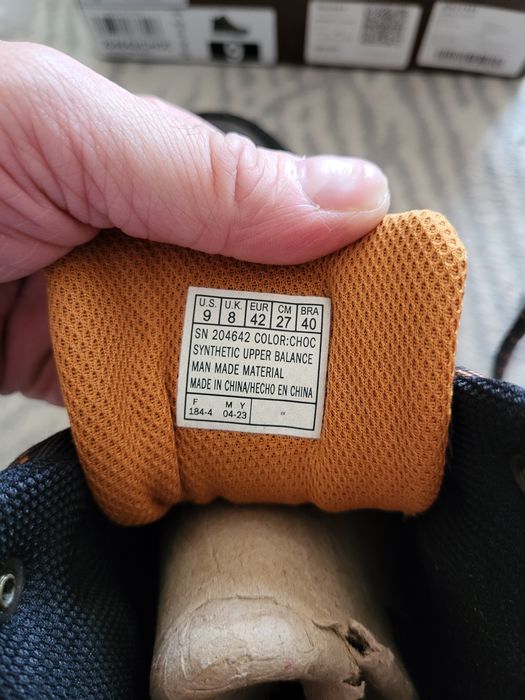 U.S. U.K. EUR CM BRA
9 8 42 27 40
SN 204642 COLOR:CHOC
SYNTHETIC UPPER BALANCE
MAN MADE MATERIAL
MADE IN CHINA/HECHO EN CHINA
F M Y
184-4 04-23